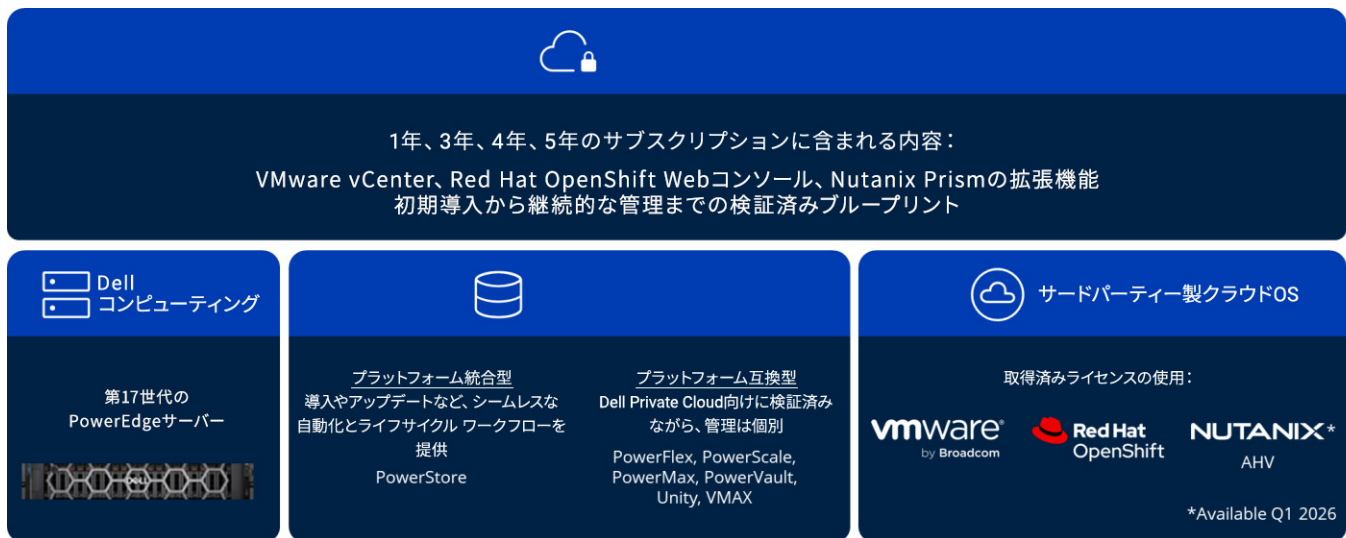 1年、3年、4年、5年のサブスクリプションに含まれる内容：
VMware vCenter、Red Hat OpenShift Webコンソール、Nutanix Prismの拡張機能
初期導入から継続的な管理までの検証済みブループリント
Dell
コンピューティング
第17世代の
PowerEdgeサーバー
DELL
プラットフォーム統合型
導入やアップデートなど、シームレスな
自動化とライフサイクル ワークフローを
提供
PowerStore
プラットフォーム互換型
Dell Private Cloud向けに検証済み
ながら、管理は個別
PowerFlex, PowerScale,
PowerMax, PowerVault,
Unity, VMAX
サードパーティー製クラウドOS
取得済みライセンスの使用：
vmware®
by Broadcom
Red Hat
OpenShift
NUTANIX*
AHV
*Available Q1 2026